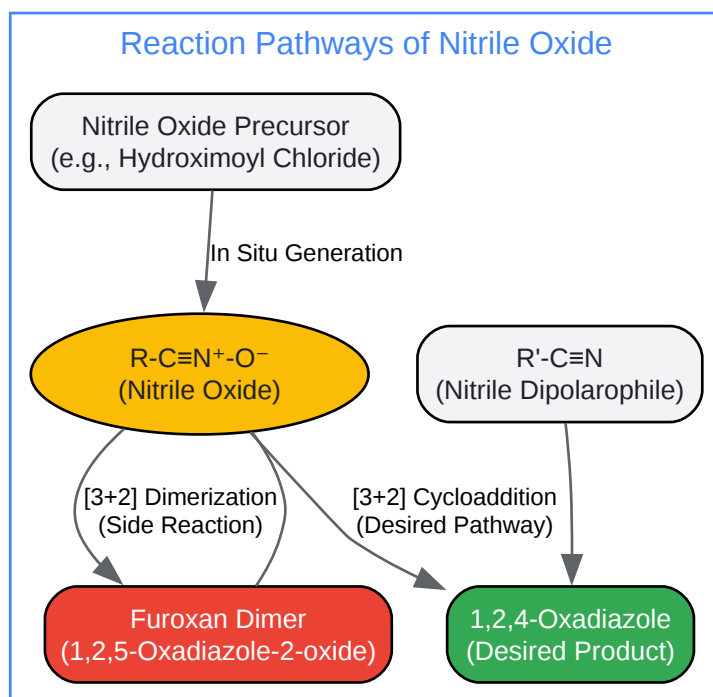 Reaction Pathways of Nitrile Oxide
Nitrile Oxide Precursor
(e.g., Hydroximoyl Chloride)
In Situ Generation
R-C≡N⁺-O⁻
(Nitrile Oxide)
R'-C≡N
(Nitrile Dipolarophile)
[3+2] Dimerization
(Side Reaction)
[3+2] Cycloaddition
(Desired Pathway)
Furoxan Dimer
(1,2,5-Oxadiazole-2-oxide)
1,2,4-Oxadiazole
(Desired Product)